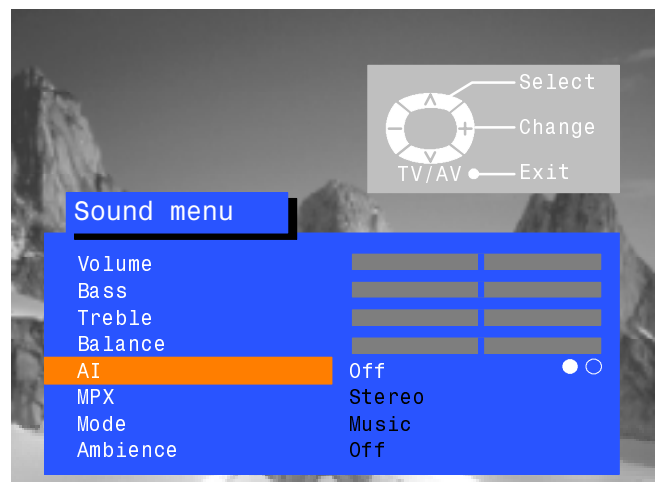 Select
Change
TV/AV Exit
Sound menu
Volume
Bass
Treble
Balance
AI Off
MPX Stereo
Mode Music
Ambience Off